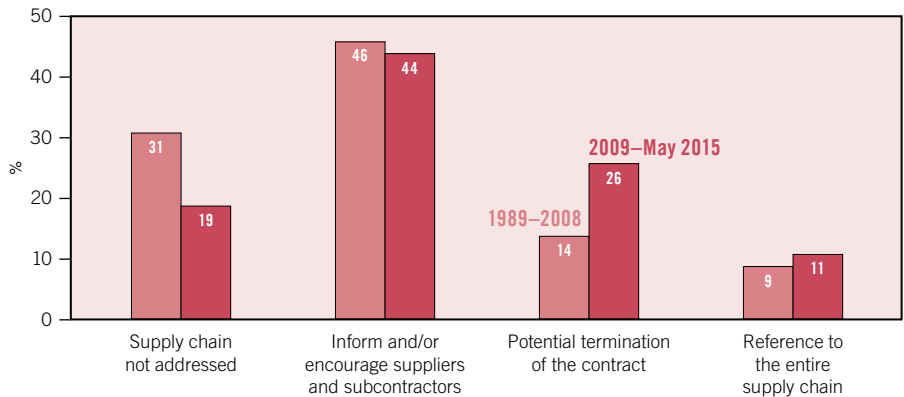 50
40
30
20
10
0
%
31
19
46
44
1989–2008
14
2009–May 2015
26
9
11
Supply chain
not addressed
Inform and/or
encourage suppliers
and subcontractors
Potential termination
of the contract
Reference to
the entire
supply chain